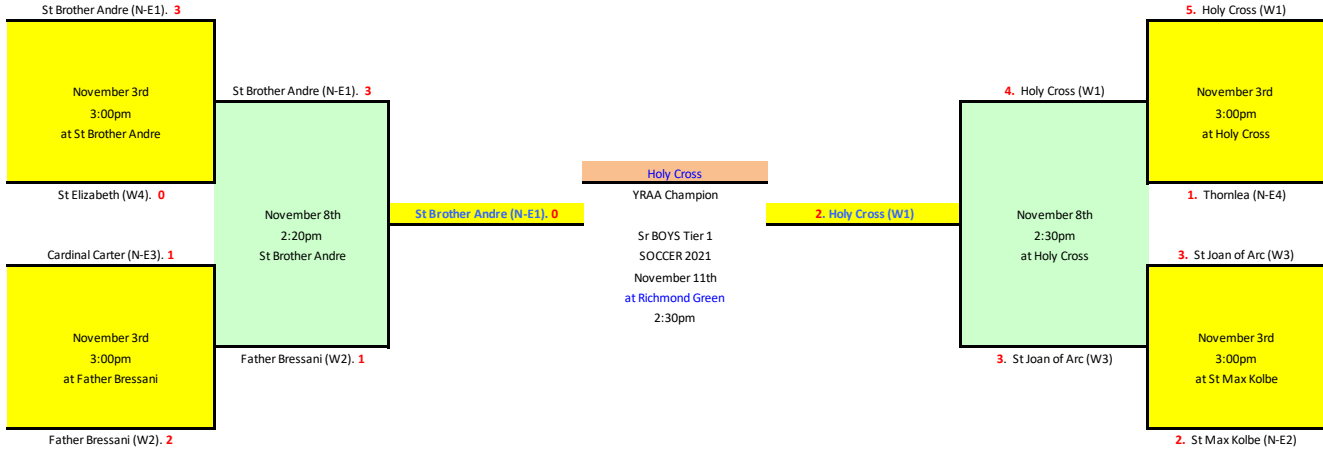 St Brother Andre (N-E1). 3
November 3rd
3:00pm
at St Brother Andre
St Elizabeth (W4). 0
Cardinal Carter (N-E3). 1
November 3rd
3:00pm
at Father Bressani
Father Bressani (W2). 2
St Brother Andre (N-E1). 3
November 8th
2:20pm
St Brother Andre
Father Bressani (W2). 1
St Brother Andre (N-E1). 0
Holy Cross
YRAA Champion
Sr BOYS Tier 1
SOCCER 2021
November 11th
at Richmond Green
2:30pm
2. Holy Cross (W1)
4. Holy Cross (W1)
November 8th
2:30pm
at Holy Cross
3. St Joan of Arc (W3)
5. Holy Cross (W1)
November 3rd
3:00pm
at Holy Cross
1. Thornlea (N-E4)
3. St Joan of Arc (W3)
November 3rd
3:00pm
at St Max Kolbe
2. St Max Kolbe (N-E2)